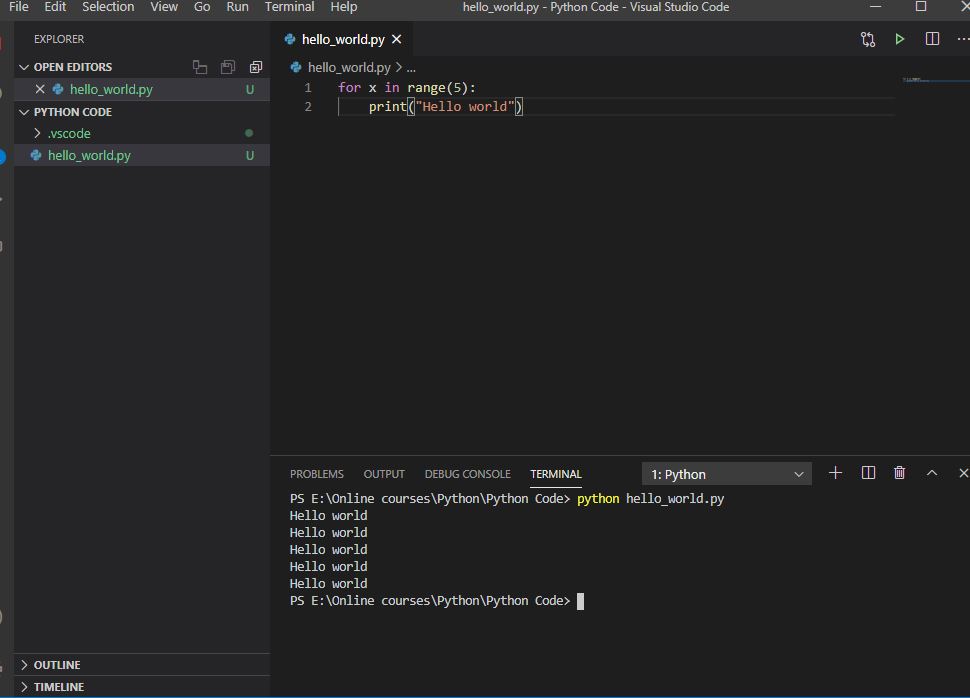 File Edit Selection View Go Run Terminal Help hello_world.py - Python Code - Visual Studio Code
EXPLORER
OPEN EDITORS
hello_world.py U
PYTHON CODE
.vscode
hello_world.py U
OUTLINE
TIMELINE
hello_world.py
hello_world.py > ...
1 for x in range(5):
2 print("Hello world")
PROBLEMS OUTPUT DEBUG CONSOLE TERMINAL 1: Python
PS E:\Online courses\Python\Python Code> python hello_world.py
Hello world
Hello world
Hello world
Hello world
Hello world
PS E:\Online courses\Python\Python Code>